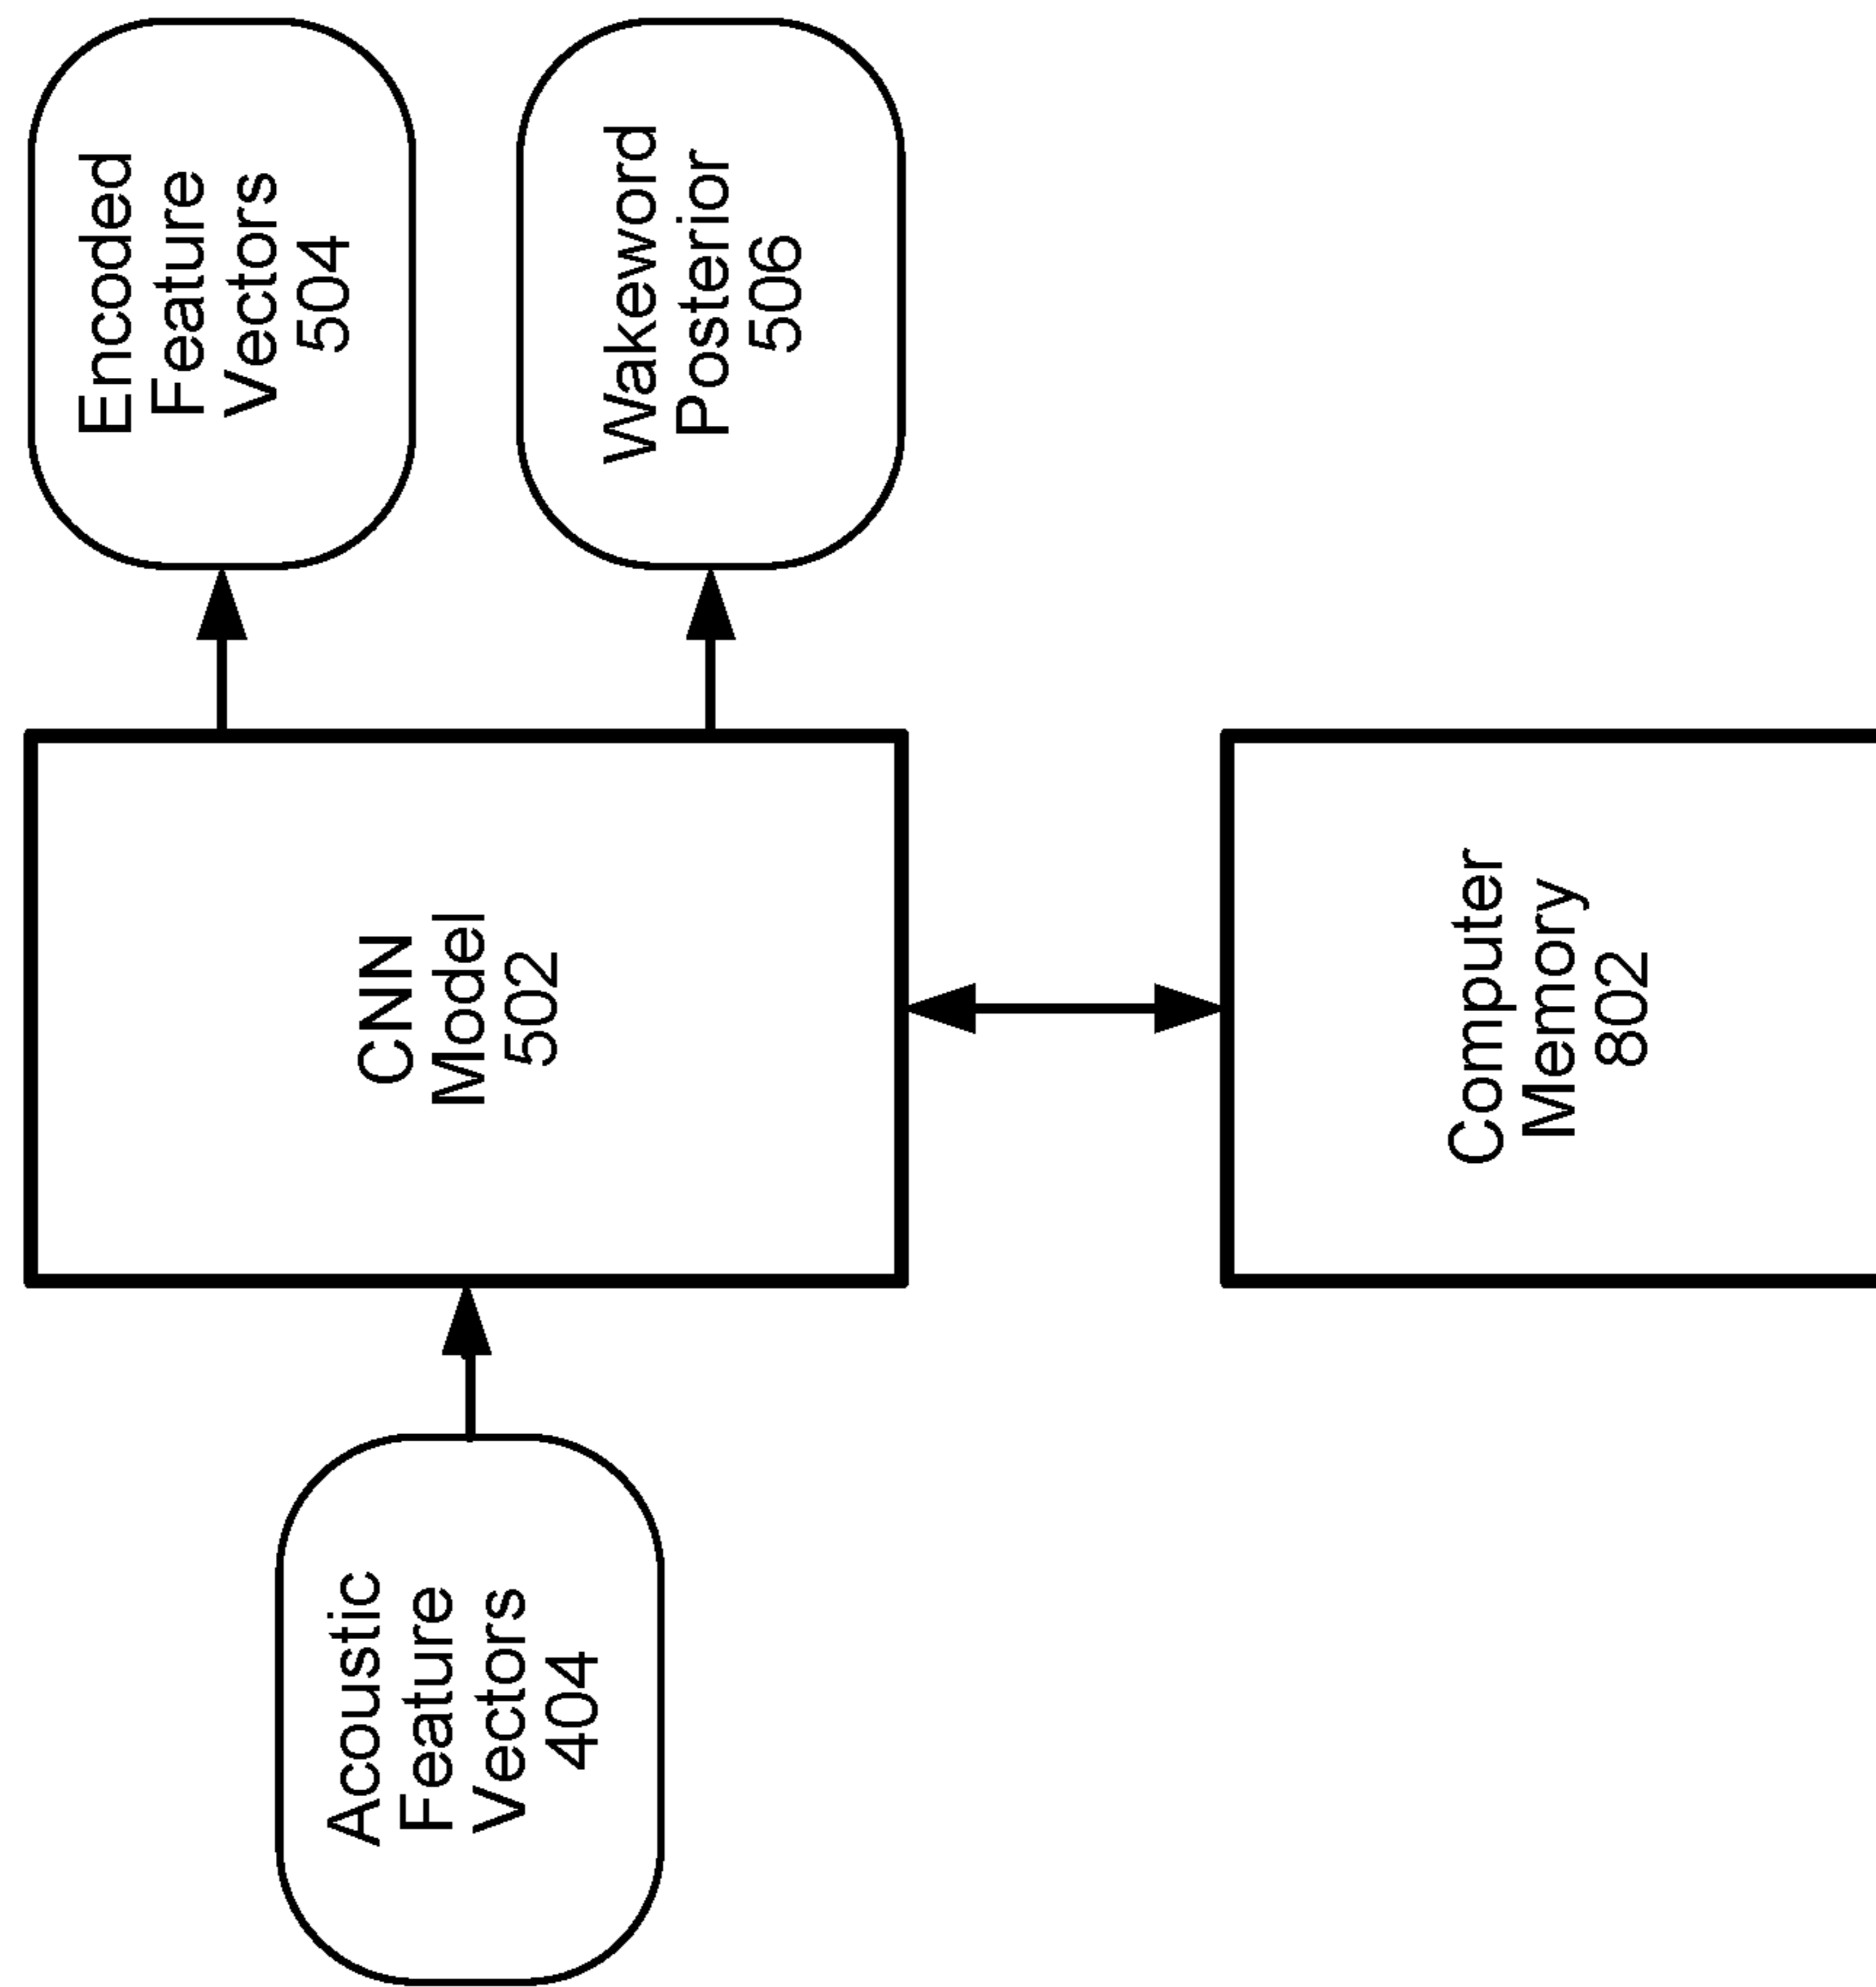 Acoustic
Feature
Vectors
404
CNN
Model
502
Encoded
Feature
Vectors
504
Wakeword
Posterior
506
Computer
Memory
802